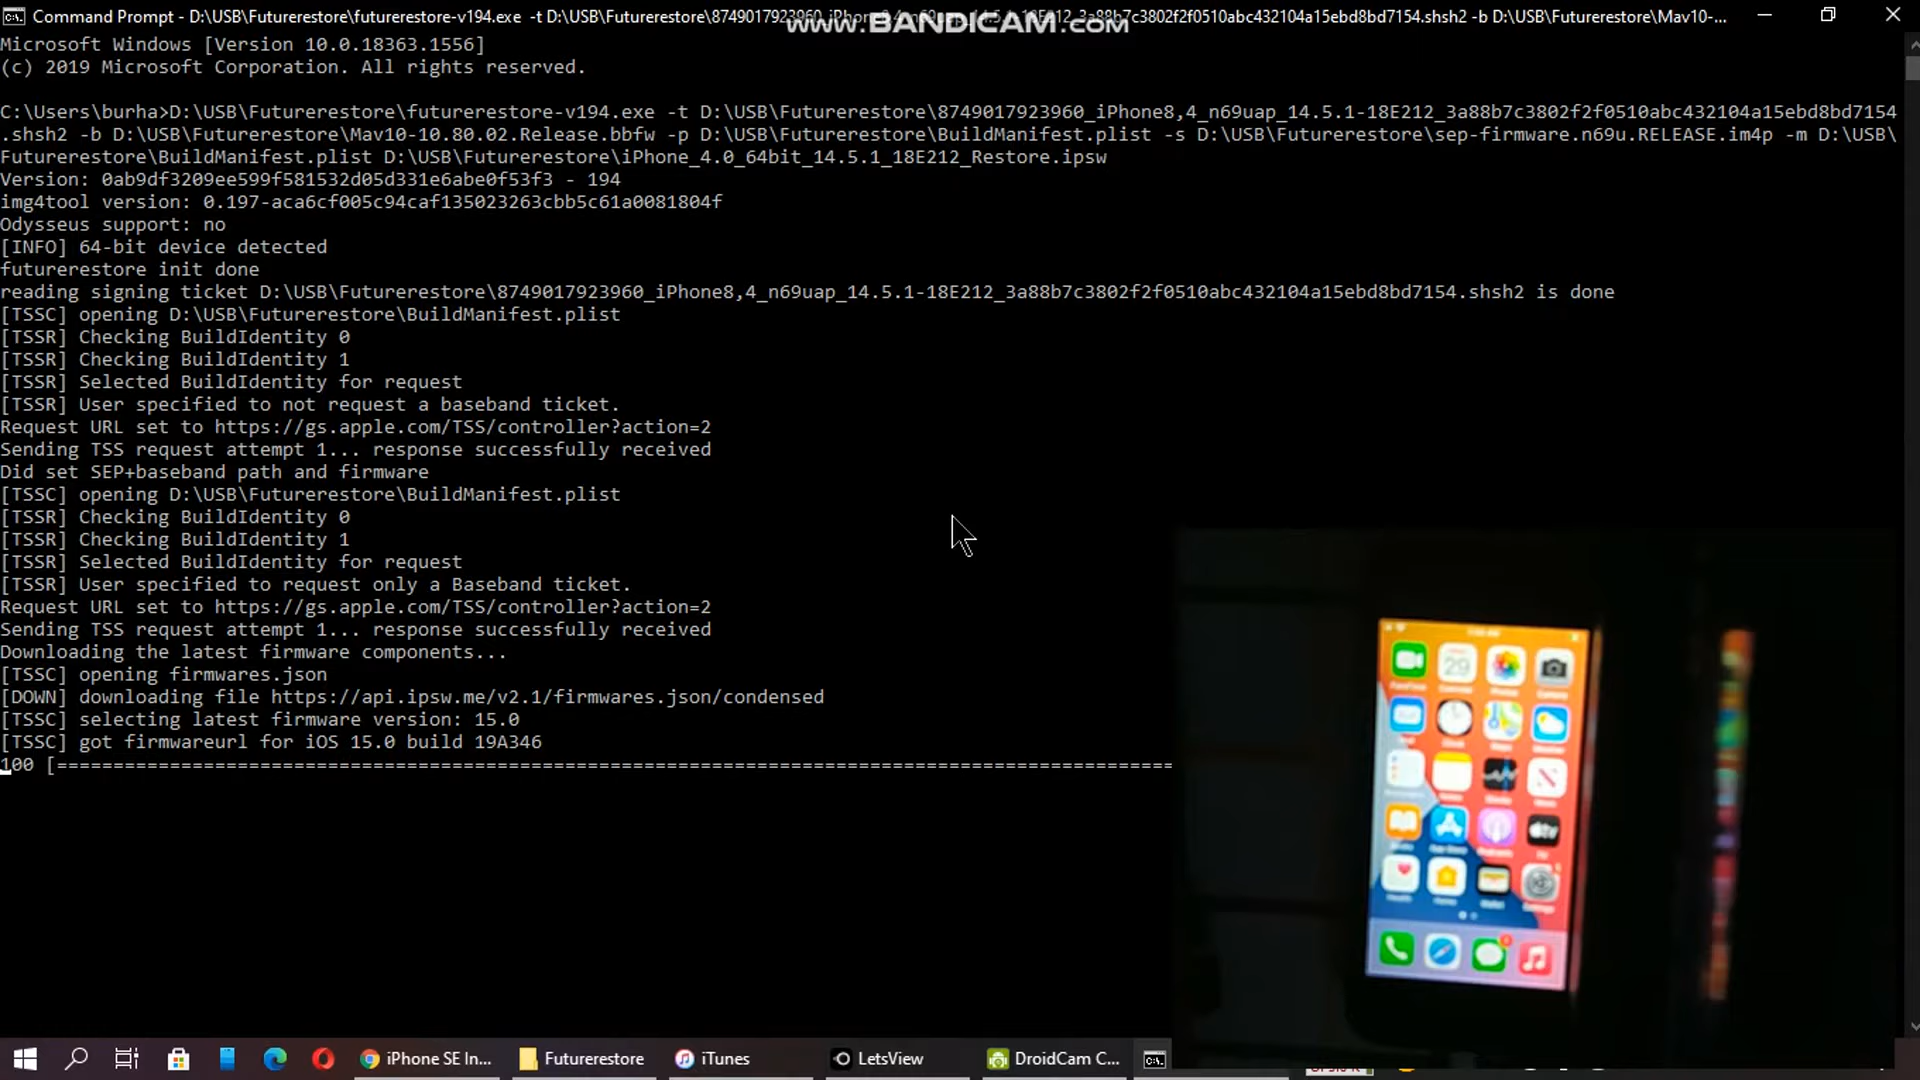 Command Prompt - D:\USB\Futurerestore\futurerestore-v194.exe -t D:\USB\Futurerestore\8749017923960_iPhone8,4_n69uap_14.5.1-18E212_3a88b7c3802f2f0510abc432104a15ebd8bd7154.shsh2 -b D:\USB\Futurerestore\Mav10-...
www.BANDICAM.com
Microsoft Windows [Version 10.0.18363.1556]
(c) 2019 Microsoft Corporation. All rights reserved.
C:\Users\burha>D:\USB\Futurerestore\futurerestore-v194.exe -t D:\USB\Futurerestore\8749017923960_iPhone8,4_n69uap_14.5.1-18E212_3a88b7c3802f2f0510abc432104a15ebd8bd7154
.shsh2 -b D:\USB\Futurerestore\Mav10-10.80.02.Release.bbfw -p D:\USB\Futurerestore\BuildManifest.plist -s D:\USB\Futurerestore\sep-firmware.n69u.RELEASE.im4p -m D:\USB\
Futurerestore\BuildManifest.plist D:\USB\Futurerestore\iPhone_4.0_64bit_14.5.1_18E212_Restore.ipsw
Version: 0ab9df3209ee599f581532d05d331e6abe0f53f3 - 194
img4tool version: 0.197-aca6cf005c94caf135023263cbb5c61a0081804f
Odysseus support: no
[INFO] 64-bit device detected
futurerestore init done
reading signing ticket D:\USB\Futurerestore\8749017923960_iPhone8,4_n69uap_14.5.1-18E212_3a88b7c3802f2f0510abc432104a15ebd8bd7154.shsh2 is done
[TSSC] opening D:\USB\Futurerestore\BuildManifest.plist
[TSSR] Checking BuildIdentity 0
[TSSR] Checking BuildIdentity 1
[TSSR] Selected BuildIdentity for request
[TSSR] User specified to not request a baseband ticket.
Request URL set to https://gs.apple.com/TSS/controller?action=2
Sending TSS request attempt 1... response successfully received
Did set SEP+baseband path and firmware
[TSSC] opening D:\USB\Futurerestore\BuildManifest.plist
[TSSR] Checking BuildIdentity 0
[TSSR] Checking BuildIdentity 1
[TSSR] Selected BuildIdentity for request
[TSSR] User specified to request only a Baseband ticket.
Request URL set to https://gs.apple.com/TSS/controller?action=2
Sending TSS request attempt 1... response successfully received
Downloading the latest firmware components...
[TSSC] opening firmwares.json
[DOWN] downloading file https://api.ipsw.me/v2.1/firmwares.json/condensed
[TSSC] selecting latest firmware version: 15.0
[TSSC] got firmwareurl for iOS 15.0 build 19A346
100 [===================================================================================================
29
tv
iPhone SE In...
Futurerestore
iTunes
LetsView
DroidCam C...